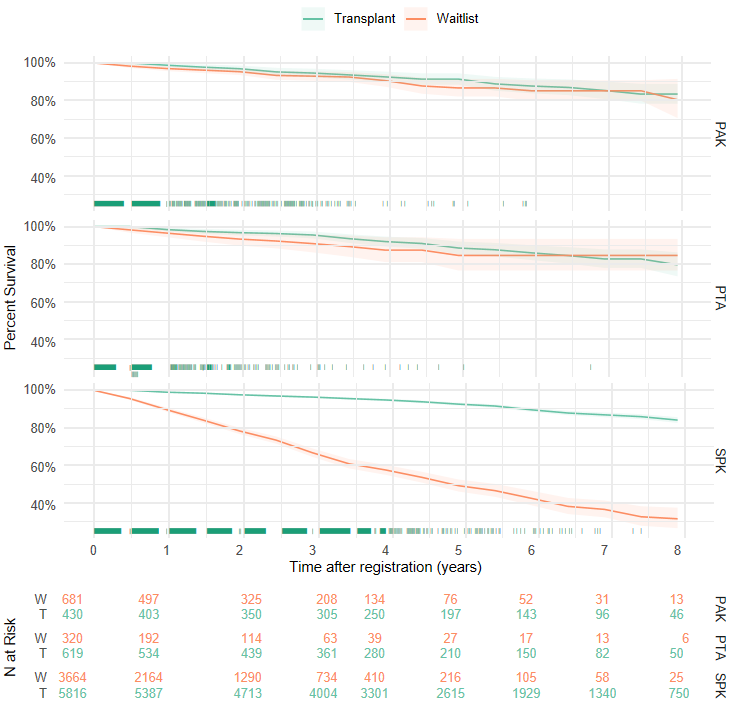 Transplant Waitlist
100%
80%
60%
40%
PAK
100%
80%
60%
40%
PTA
100%
80%
60%
40%
SPK
Percent Survival
0 1 2 3 4 5 6 7 8
Time after registration (years)
N at Risk
W 681 497 325 208 134 76 52 31 13
T 430 403 350 305 250 197 143 96 46
PAK
W 320 192 114 63 39 27 17 13 6
T 619 534 439 361 280 210 150 82 50
PTA
W 3664 2164 1290 734 410 216 105 58 25
T 5816 5387 4713 4004 3301 2615 1929 1340 750
SPK